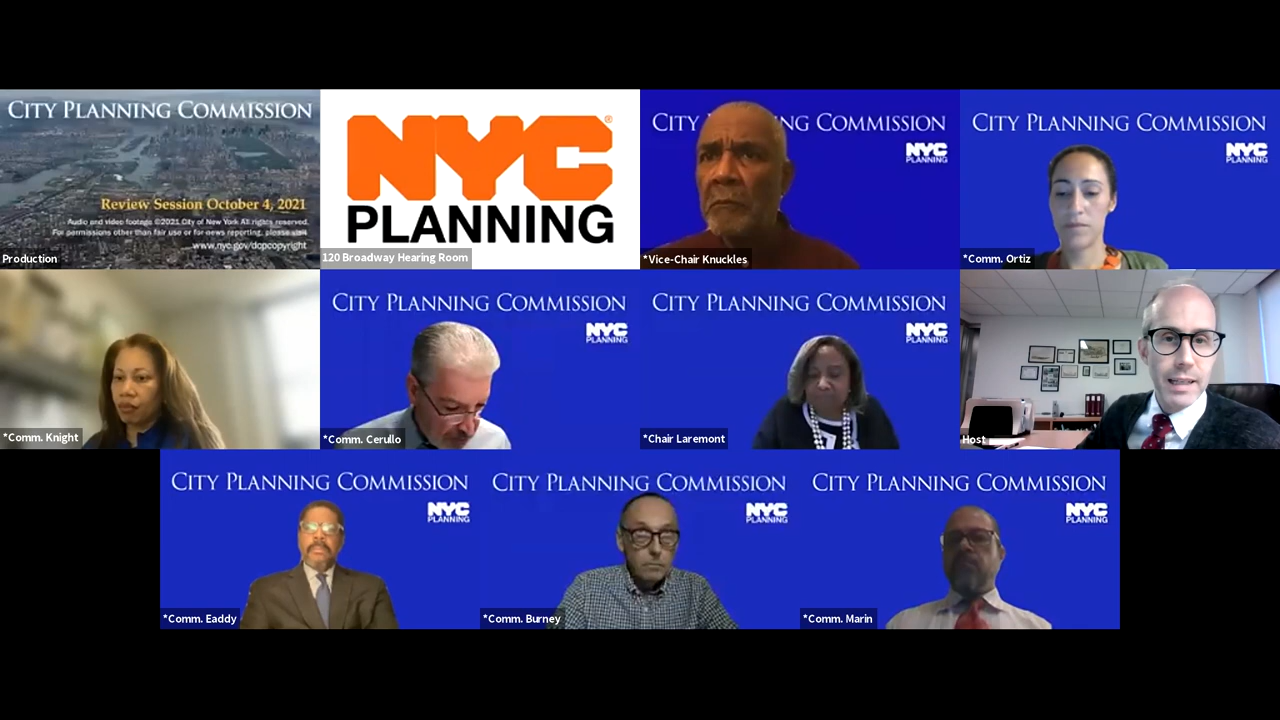 CITY PLANNING COMMISSION
Review Session October 4, 2021
Audio and video footage ©2021 City of New York All rights reserved.
For permissions other than fair use or for news reporting, please visit
www.nyc.gov/dcpcopyright
Production
NYC®
PLANNING
120 Broadway Hearing Room
CITY PLANNING COMMISSION
NYC
PLANNING
*Vice-Chair Knuckles
CITY PLANNING COMMISSION
NYC
PLANNING
*Comm. Ortiz
*Comm. Knight
CITY PLANNING COMMISSION
NYC
PLANNING
*Comm. Cerullo
CITY PLANNING COMMISSION
NYC
PLANNING
*Chair Laremont
Host
CITY PLANNING COMMISSION
NYC
PLANNING
*Comm. Eaddy
CITY PLANNING COMMISSION
NYC
PLANNING
*Comm. Burney
CITY PLANNING COMMISSION
NYC
PLANNING
*Comm. Marin